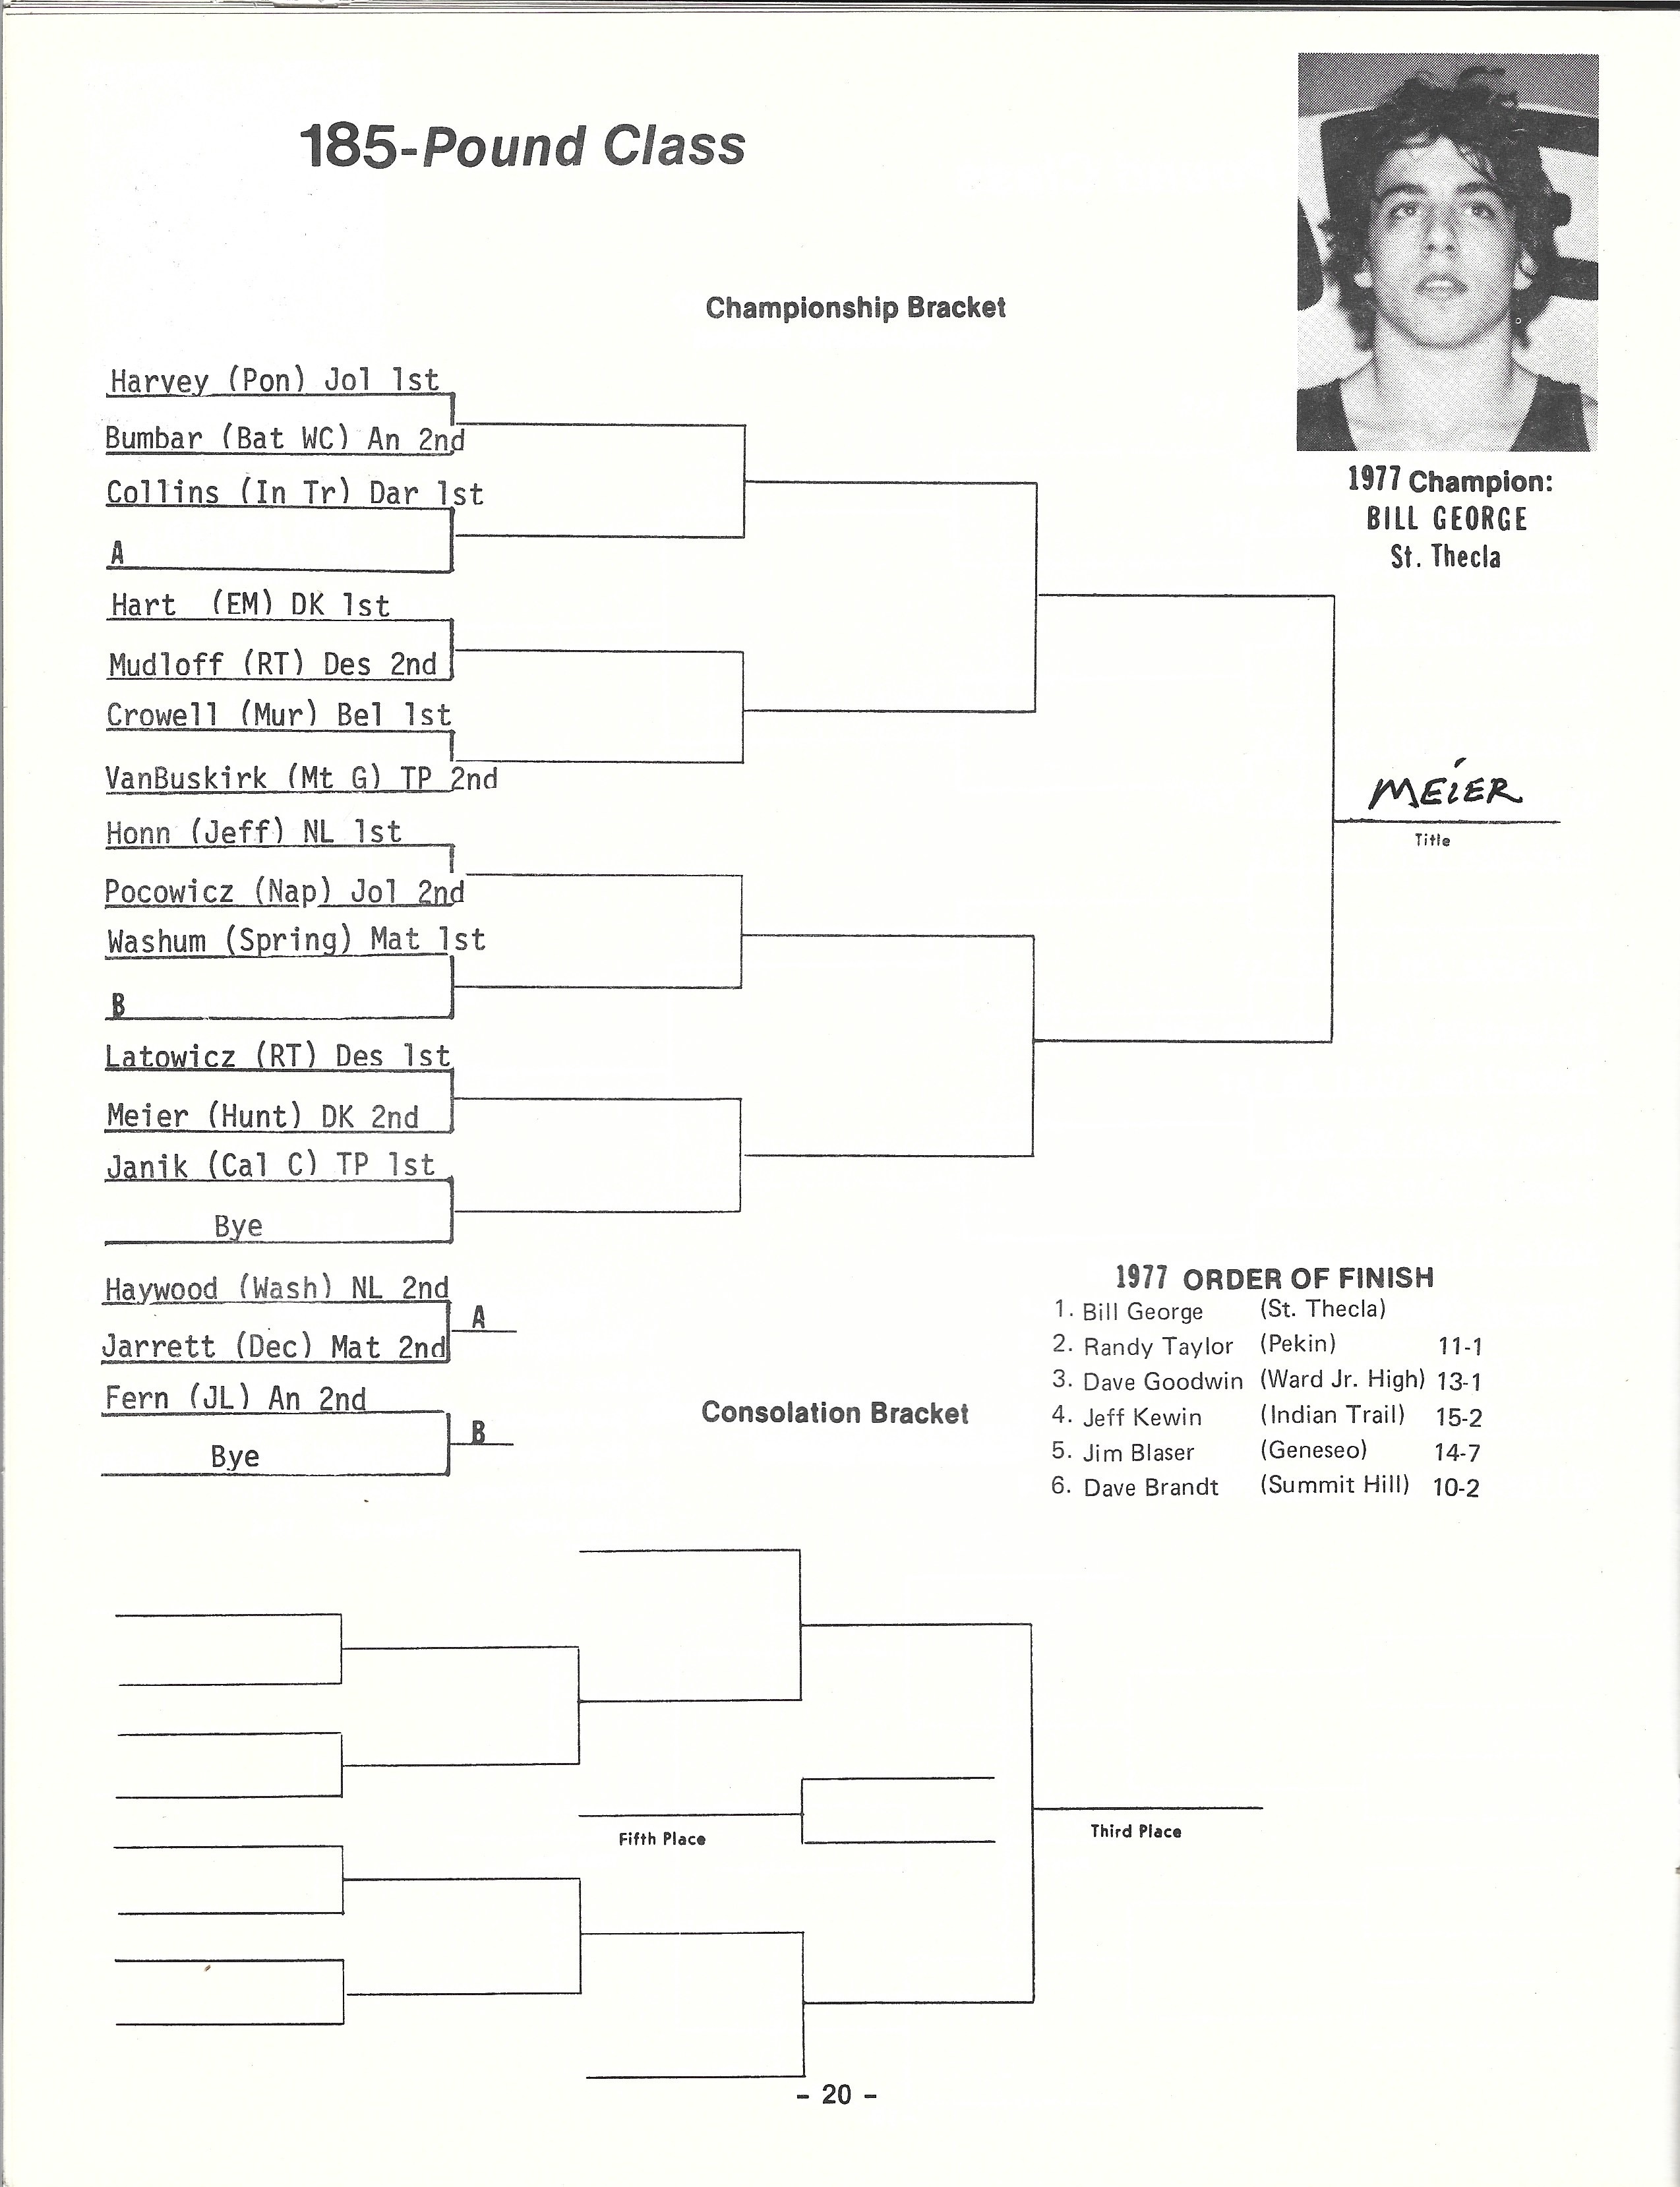 185-Pound Class
Championship Bracket
1977 Champion:
BILL GEORGE
St. Thecla
Harvey (Pon) Jol 1st
Bumbar (Bat WC) An 2nd
Collins (In Tr) Dar 1st
A
Hart (EM) DK 1st
Mudloff (RT) Des 2nd
Crowell (Mur) Bel 1st
VanBuskirk (Mt G) TP 2nd
MEiER
Title
Honn (Jeff) NL 1st
Pocowicz (Nap) Jol 2nd
Washum (Spring) Mat 1st
B
Latowicz (RT) Des 1st
Meier (Hunt) DK 2nd
Janik (Cal C) TP 1st
Bye
Haywood (Wash) NL 2nd
A
Jarrett (Dec) Mat 2nd
Fern (JL) An 2nd
B
Bye
1977 ORDER OF FINISH
1. Bill George (St. Thecla)
2. Randy Taylor (Pekin) 11-1
3. Dave Goodwin (Ward Jr. High) 13-1
4. Jeff Kewin (Indian Trail) 15-2
5. Jim Blaser (Geneseo) 14-7
6. Dave Brandt (Summit Hill) 10-2
Consolation Bracket
Fifth Place
Third Place
- 20 -